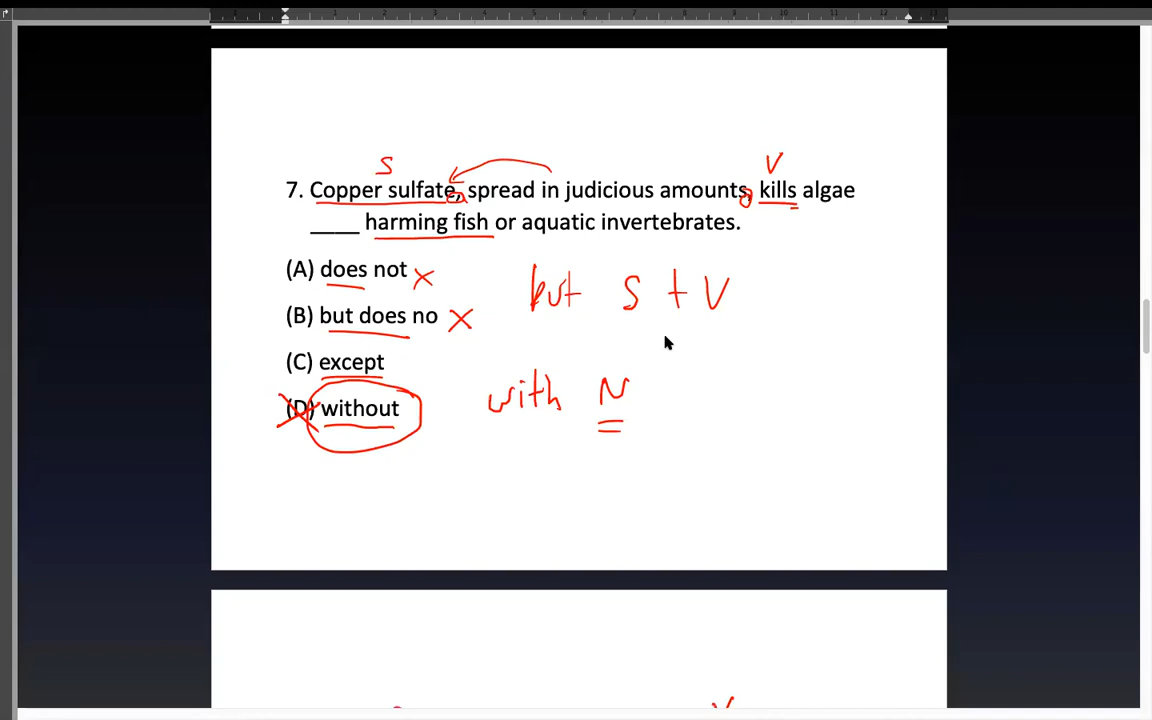 S V
7. Copper sulfate, spread in judicious amounts, kills algae
____ harming fish or aquatic invertebrates.
(A) does not ×
(B) but does no ×
but S + V
(C) except
(D) without
with N